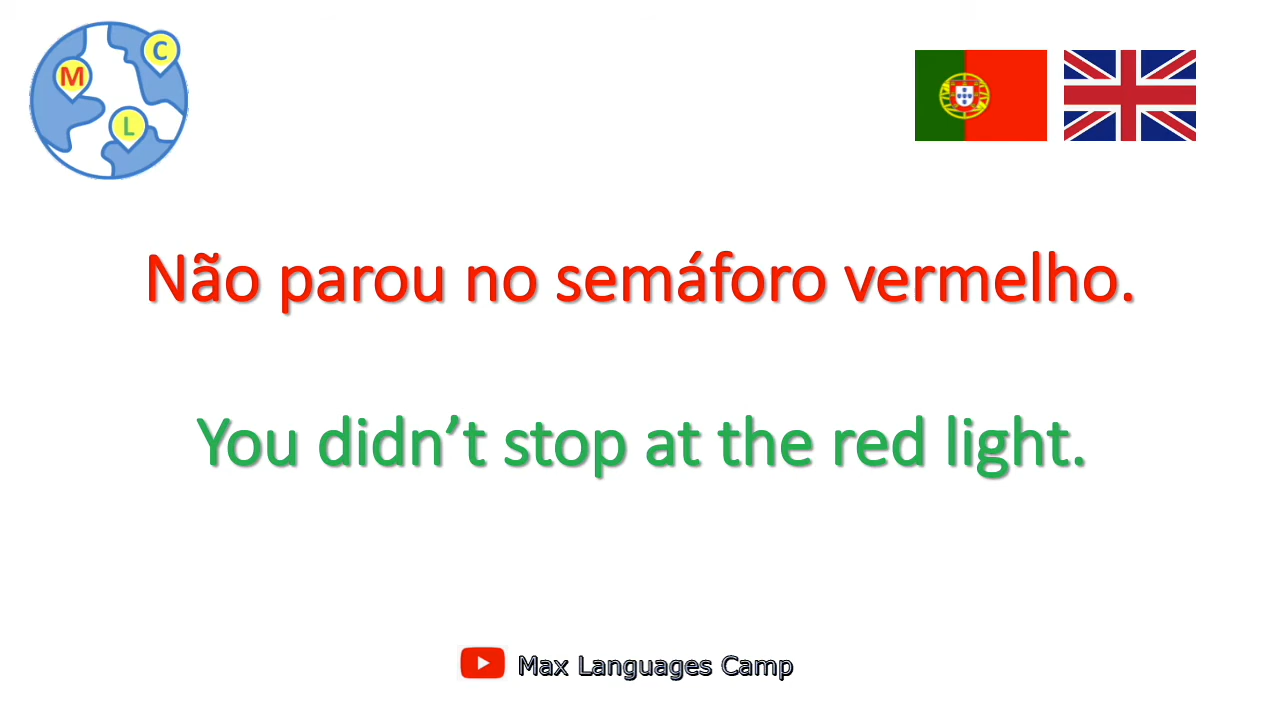 M
C
L
Não parou no semáforo vermelho.
You didn’t stop at the red light.
Max Languages Camp